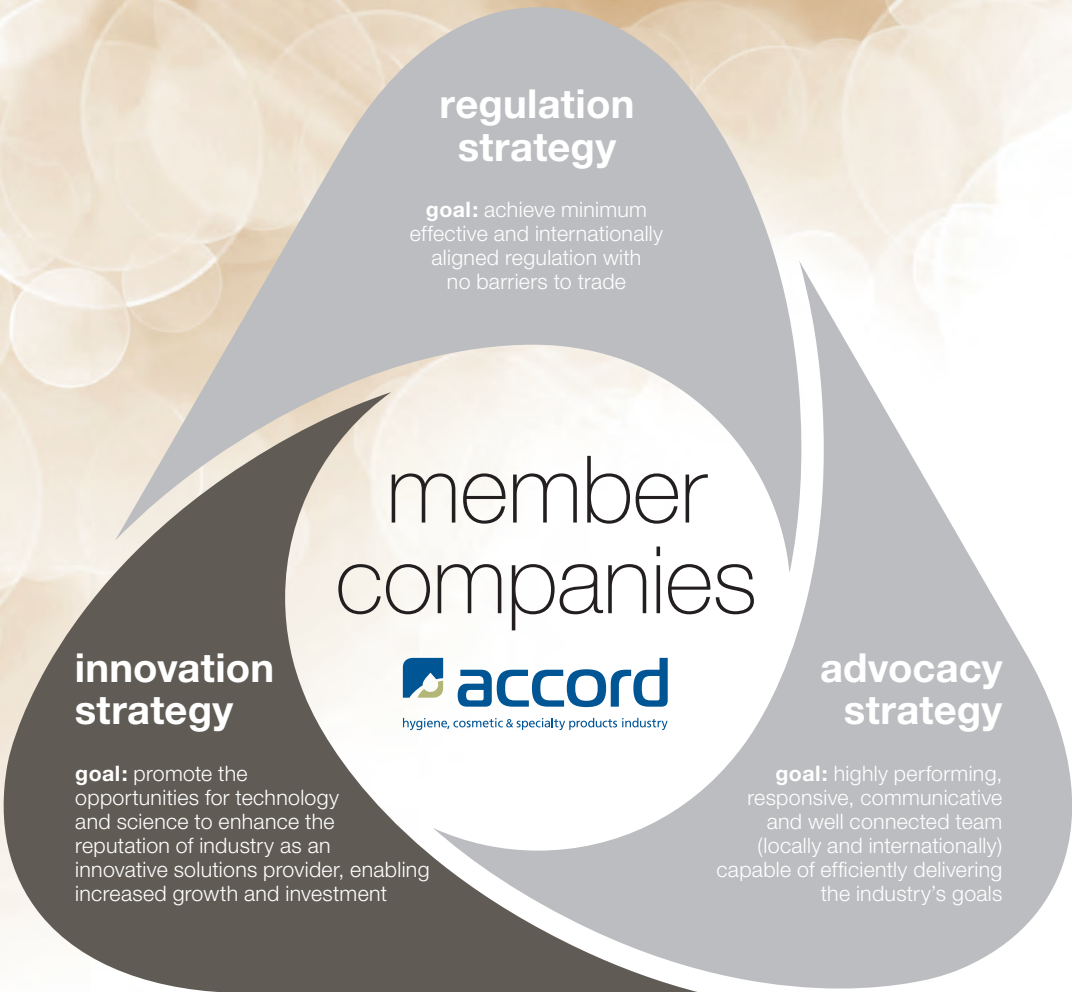 regulation
strategy
goal: achieve minimum
effective and internationally
aligned regulation with
no barriers to trade
member
companies
accord
hygiene, cosmetic & specialty products industry
innovation
strategy
goal: promote the
opportunities for technology
and science to enhance the
reputation of industry as an
innovative solutions provider, enabling
increased growth and investment
advocacy
strategy
goal: highly performing,
responsive, communicative
and well connected team
(locally and internationally)
capable of efficiently delivering
the industry's goals